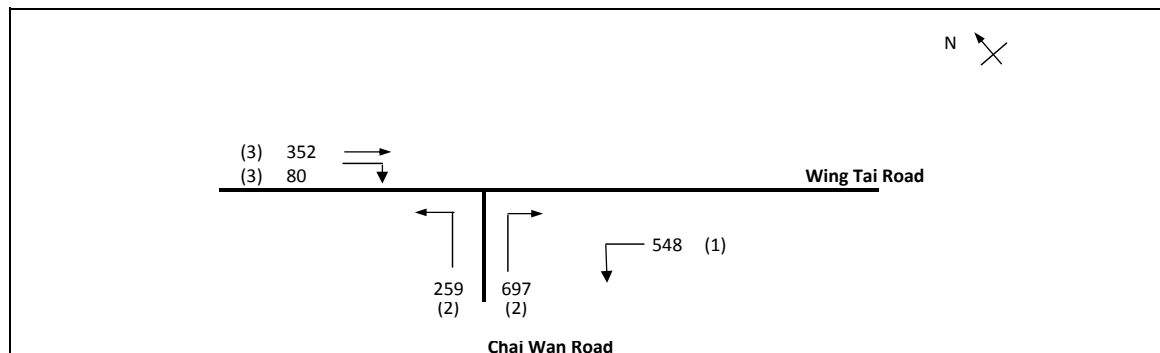 N
(3) 352
(3) 80
Wing Tai Road
548 (1)
259 697
(2) (2)
Chai Wan Road